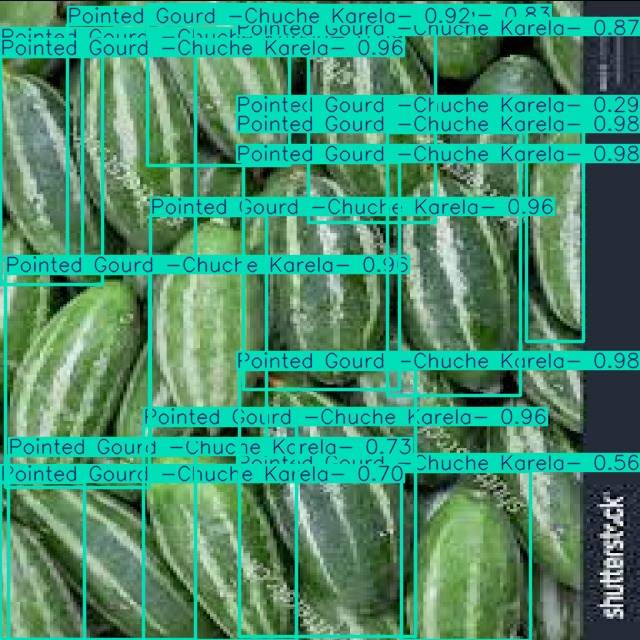 Pointed Gourd -Chuche Karela- 0.92
0.83
Pointed Gourd -Chuche Karela- 0.87
Pointed Gourd -Chuche Karela- 0.96
Pointed Gourd -Chuche Karela- 0.29
Pointed Gourd -Chuche Karela- 0.98
Pointed Gourd -Chuche Karela- 0.98
Pointed Gourd -Chuche Karela- 0.96
Pointed Gourd -Chuche Karela- 0.96
Pointed Gourd -Chuche Karela- 0.98
Pointed Gourd -Chuche Karela- 0.96
Pointed Gourd -Chuche Karela- 0.73
Pointed Gourd -Chuche Karela- 0.56
Pointed Gourd -Chuche Karela- 0.70
shutterstock